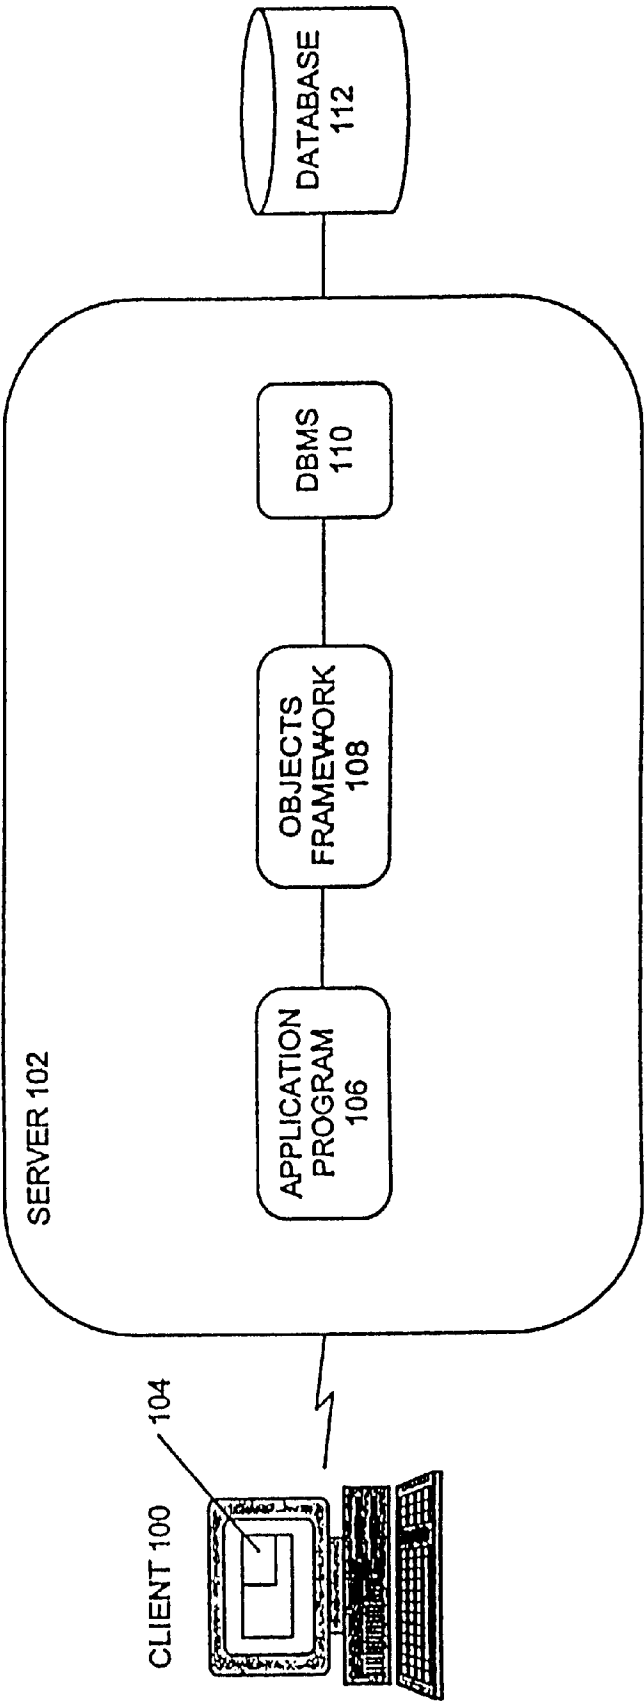 CLIENT 100
104
SERVER 102
APPLICATION
PROGRAM
106
OBJECTS
FRAMEWORK
108
DBMS
110
DATABASE
112